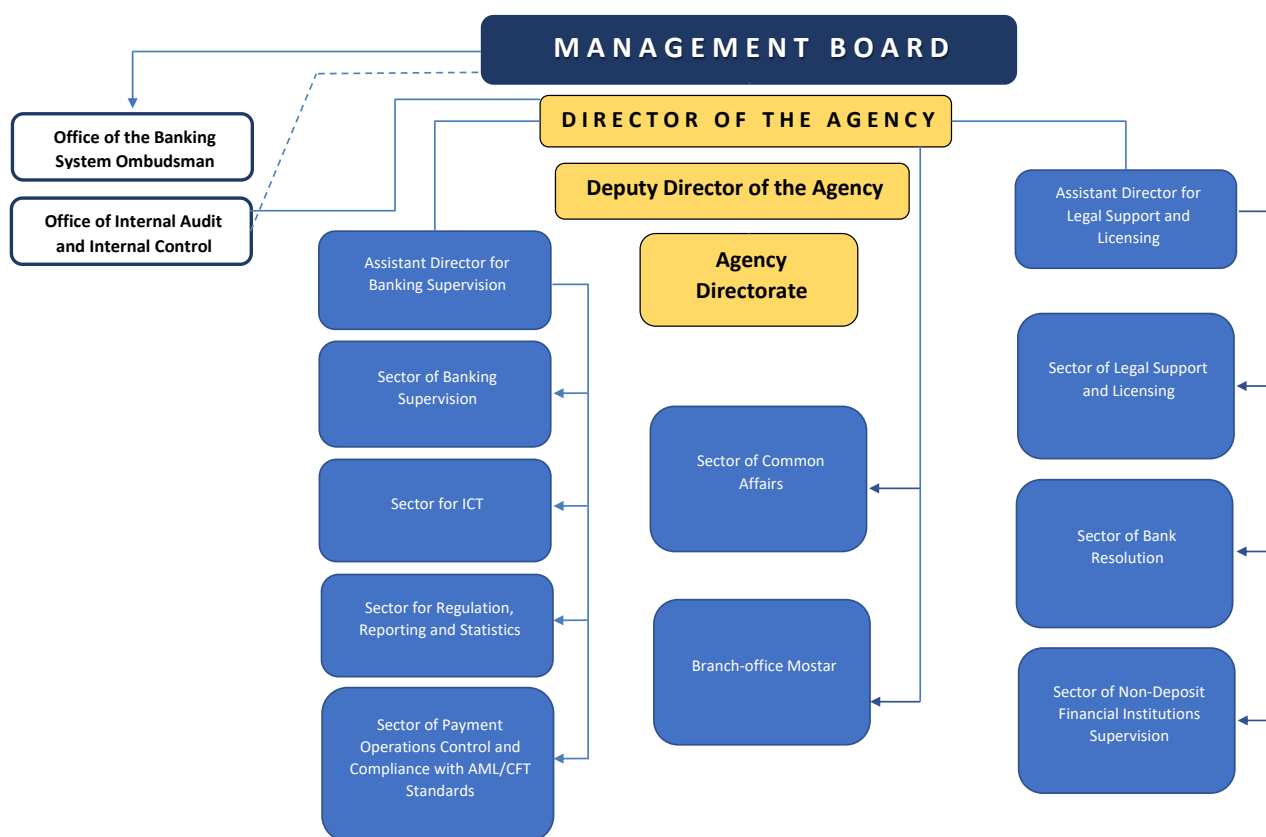 MANAGEMENT BOARD
DIRECTOR OF THE AGENCY
Office of the Banking
System Ombudsman
Deputy Director of the Agency
Office of Internal Audit
and Internal Control
Assistant Director for
Legal Support and
Licensing
Assistant Director for
Banking Supervision
Agency
Directorate
Sector of Banking
Supervision
Sector of Legal Support
and Licensing
Sector of Common
Affairs
Sector for ICT
Sector of Bank
Resolution
Sector for Regulation,
Reporting and Statistics
Branch-office Mostar
Sector of Non-Deposit
Financial Institutions
Supervision
Sector of Payment
Operations Control and
Compliance with AML/CFT
Standards